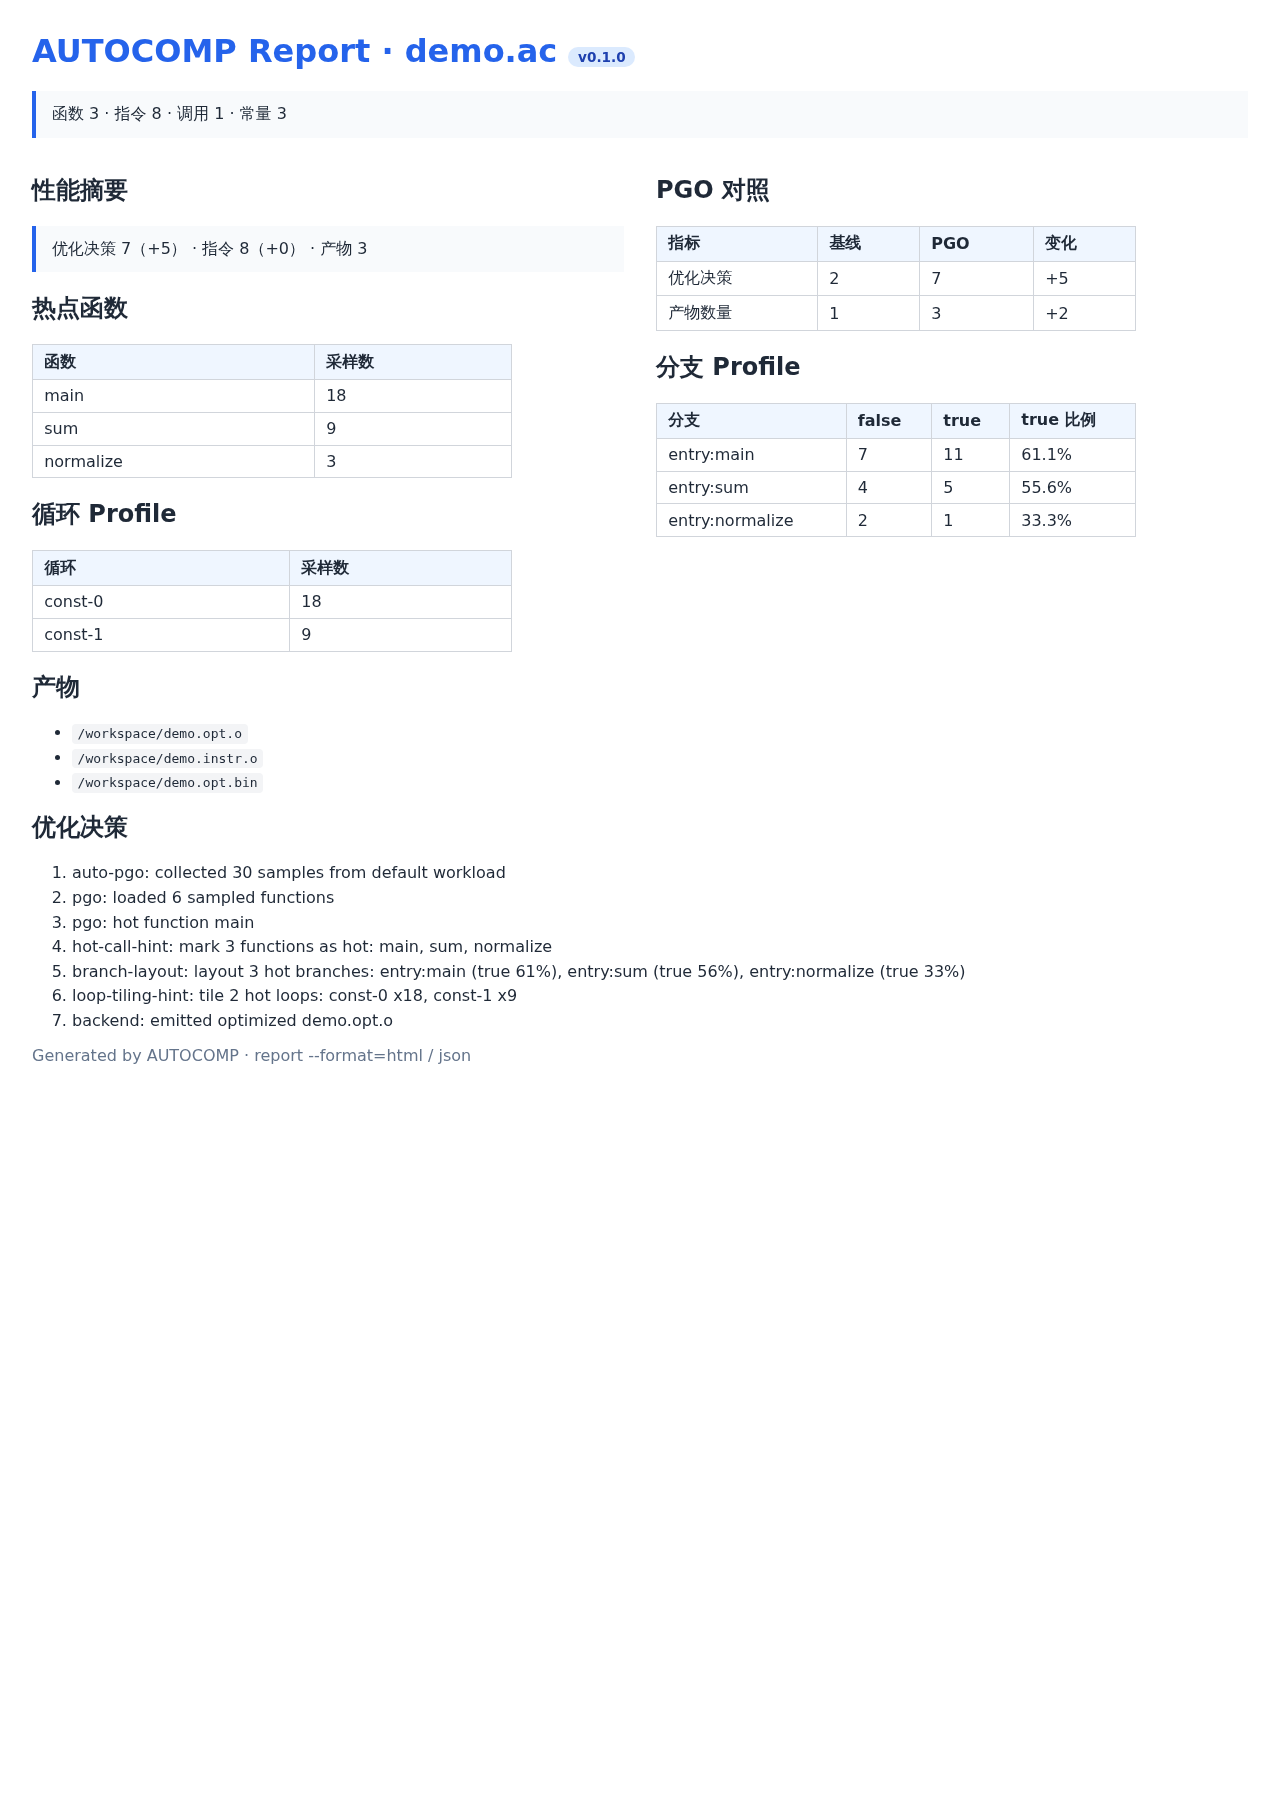 AUTOCOMP Report · demo.ac v0.1.0
函数 3 · 指令 8 · 调用 1 · 常量 3
性能摘要
优化决策 7（+5） · 指令 8（+0） · 产物 3
热点函数
函数 采样数
main 18
sum 9
normalize 3
循环 Profile
循环 采样数
const-0 18
const-1 9
PGO 对照
指标 基线 PGO 变化
优化决策 2 7 +5
产物数量 1 3 +2
分支 Profile
分支 false true true 比例
entry:main 7 11 61.1%
entry:sum 4 5 55.6%
entry:normalize 2 1 33.3%
产物
• /workspace/demo.opt.o
• /workspace/demo.instr.o
• /workspace/demo.opt.bin
优化决策
1. auto-pgo: collected 30 samples from default workload
2. pgo: loaded 6 sampled functions
3. pgo: hot function main
4. hot-call-hint: mark 3 functions as hot: main, sum, normalize
5. branch-layout: layout 3 hot branches: entry:main (true 61%), entry:sum (true 56%), entry:normalize (true 33%)
6. loop-tiling-hint: tile 2 hot loops: const-0 x18, const-1 x9
7. backend: emitted optimized demo.opt.o
Generated by AUTOCOMP · report --format=html / json